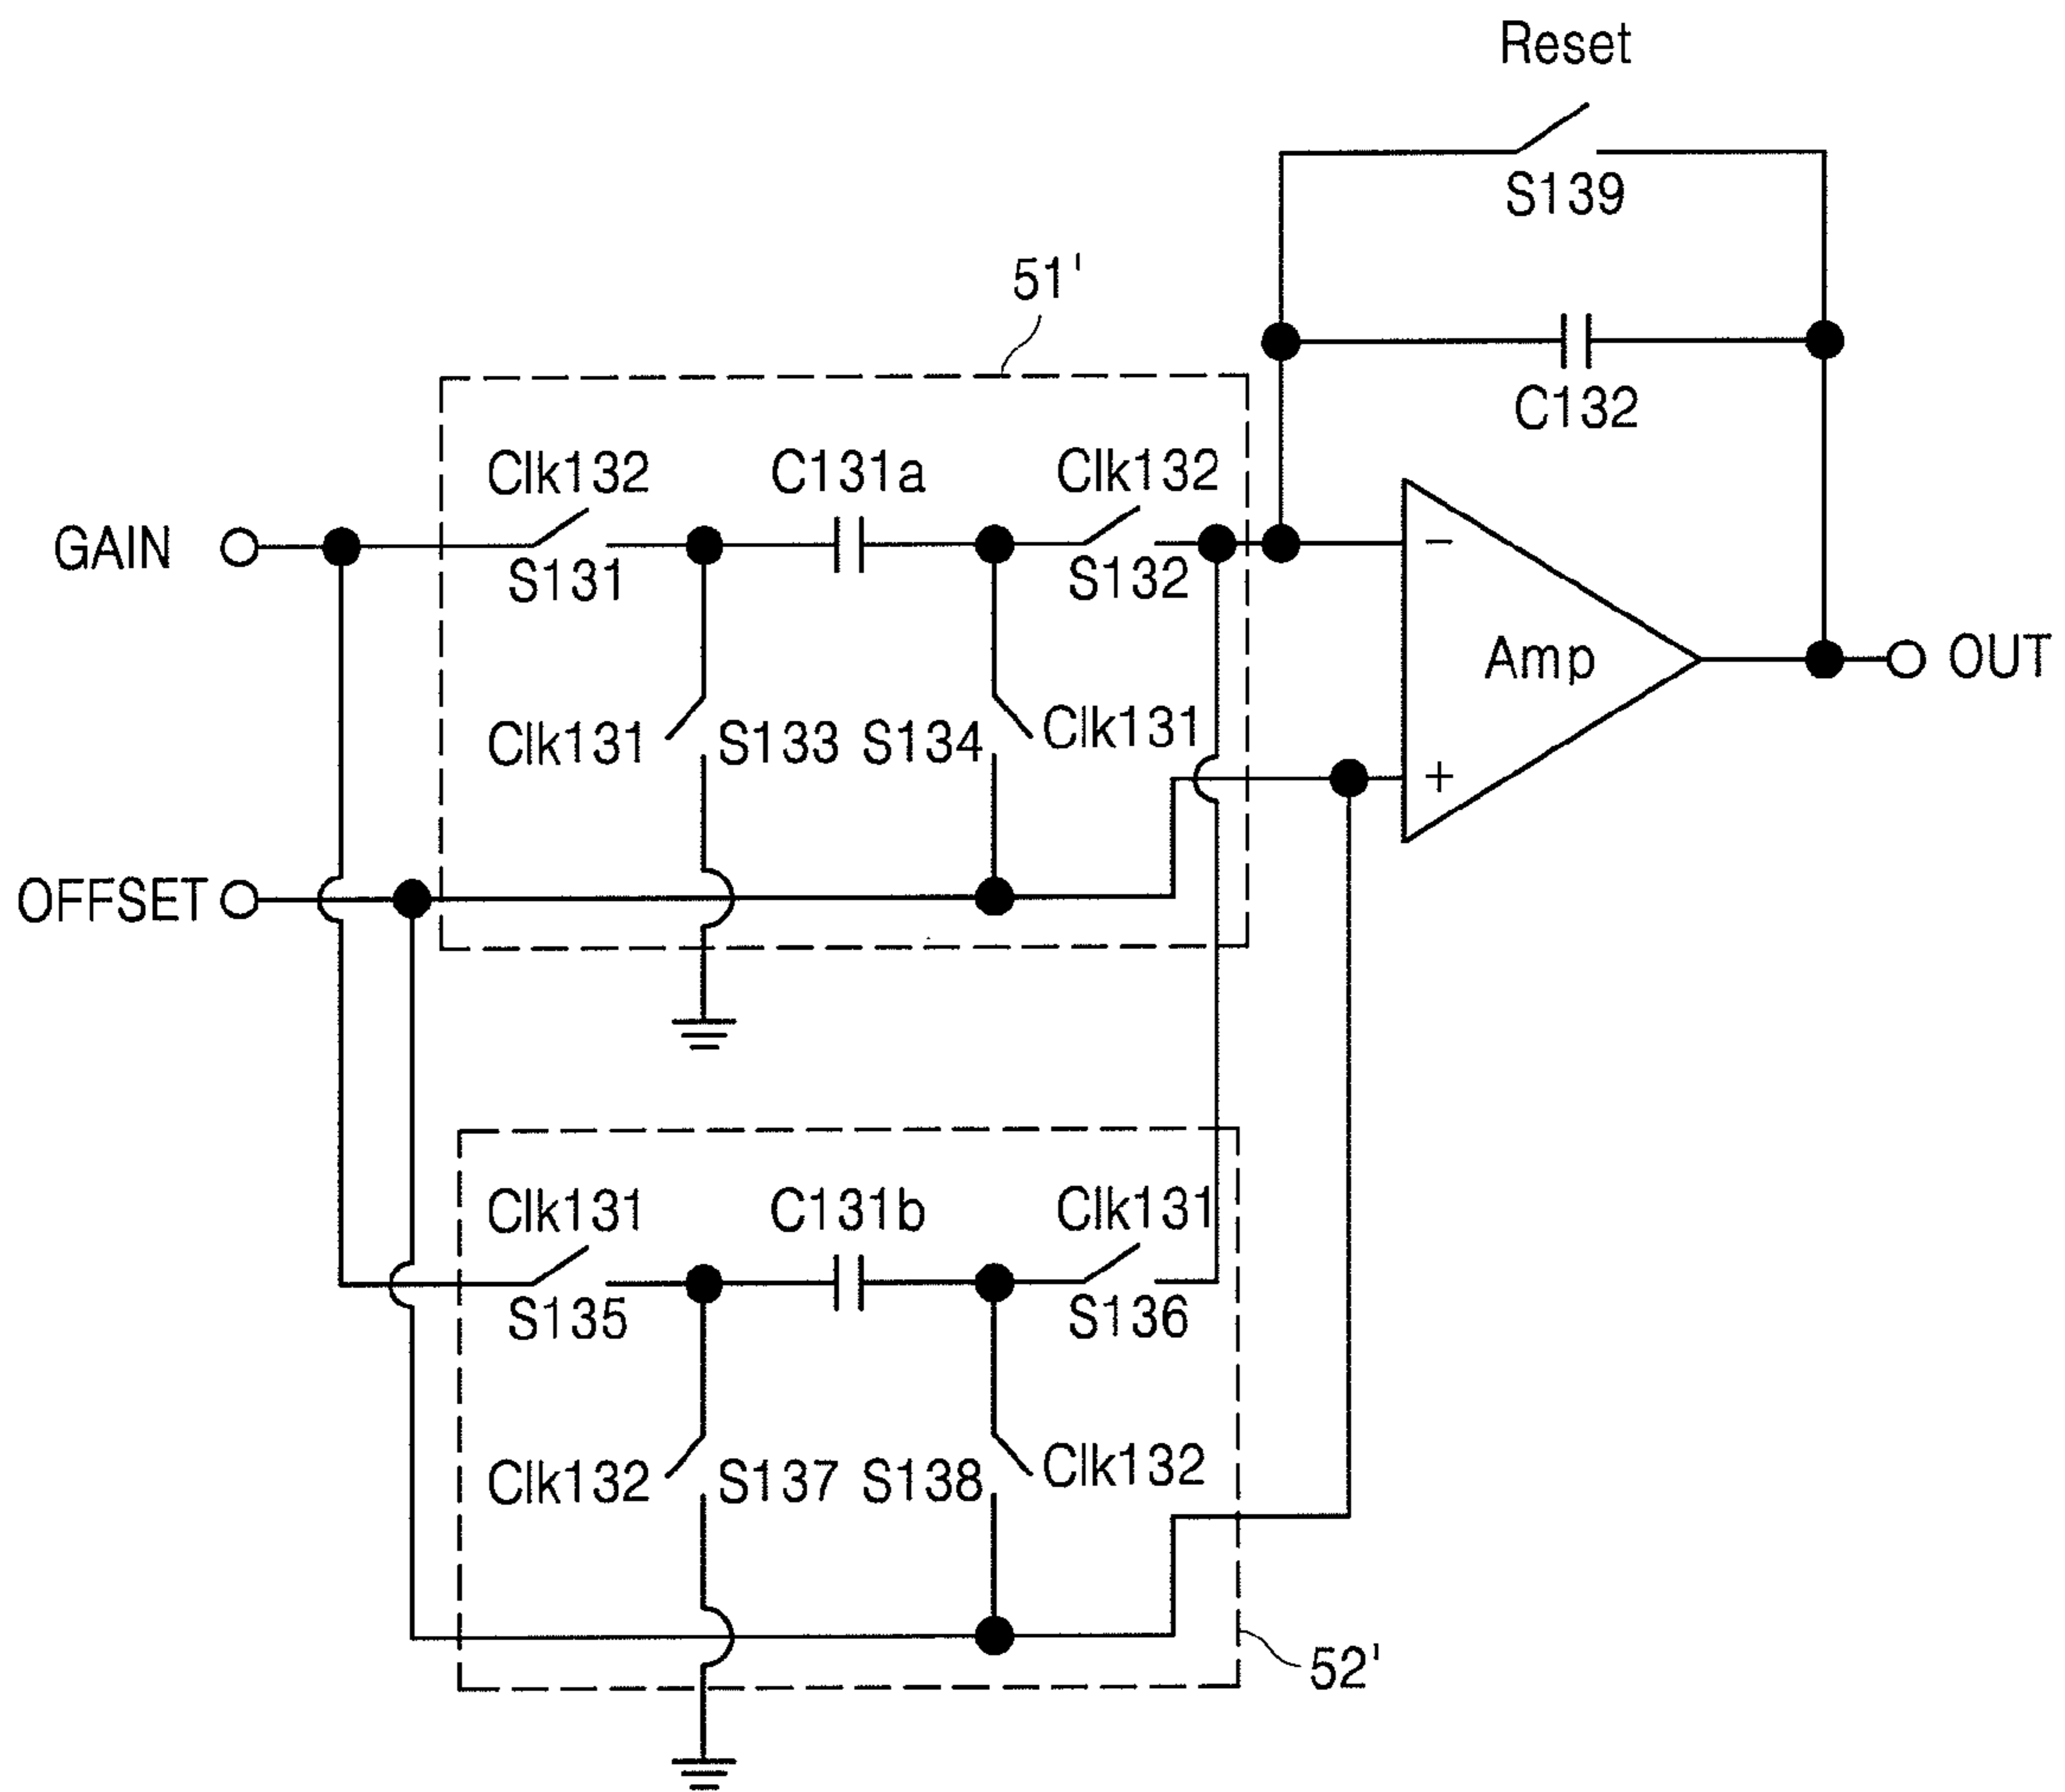 Reset
S139
51'
C132
Clk132 C131a Clk132
GAIN
S131 S132
−
Amp
OUT
Clk131 S133 S134 Clk131
+
OFFSET
Clk131 C131b Clk131
S135 S136
Clk132 S137 S138 Clk132
52'